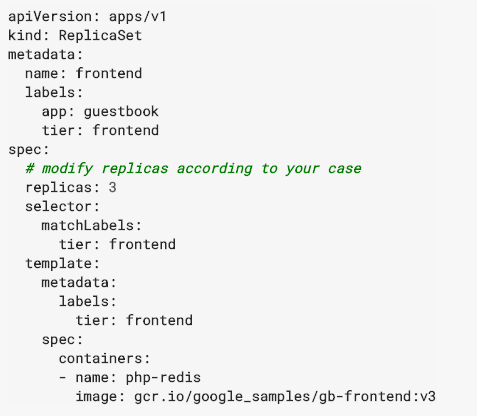 apiVersion: apps/v1
kind: ReplicaSet
metadata:
  name: frontend
  labels:
    app: guestbook
    tier: frontend
spec:
  # modify replicas according to your case
  replicas: 3
  selector:
    matchLabels:
      tier: frontend
  template:
    metadata:
      labels:
        tier: frontend
    spec:
      containers:
      - name: php-redis
        image: gcr.io/google_samples/gb-frontend:v3